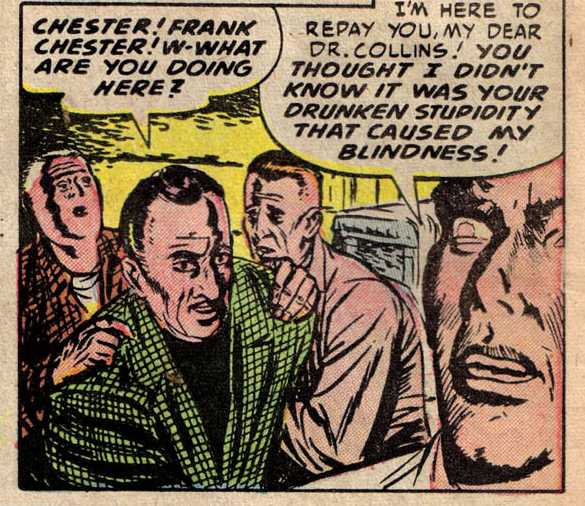 CHESTER! FRANK
CHESTER! W-WHAT
ARE YOU DOING
HERE?
I'M HERE TO
REPAY YOU, MY DEAR
DR. COLLINS! YOU
THOUGHT I DIDN'T
KNOW IT WAS YOUR
DRUNKEN STUPIDITY
THAT CAUSED MY
BLINDNESS!